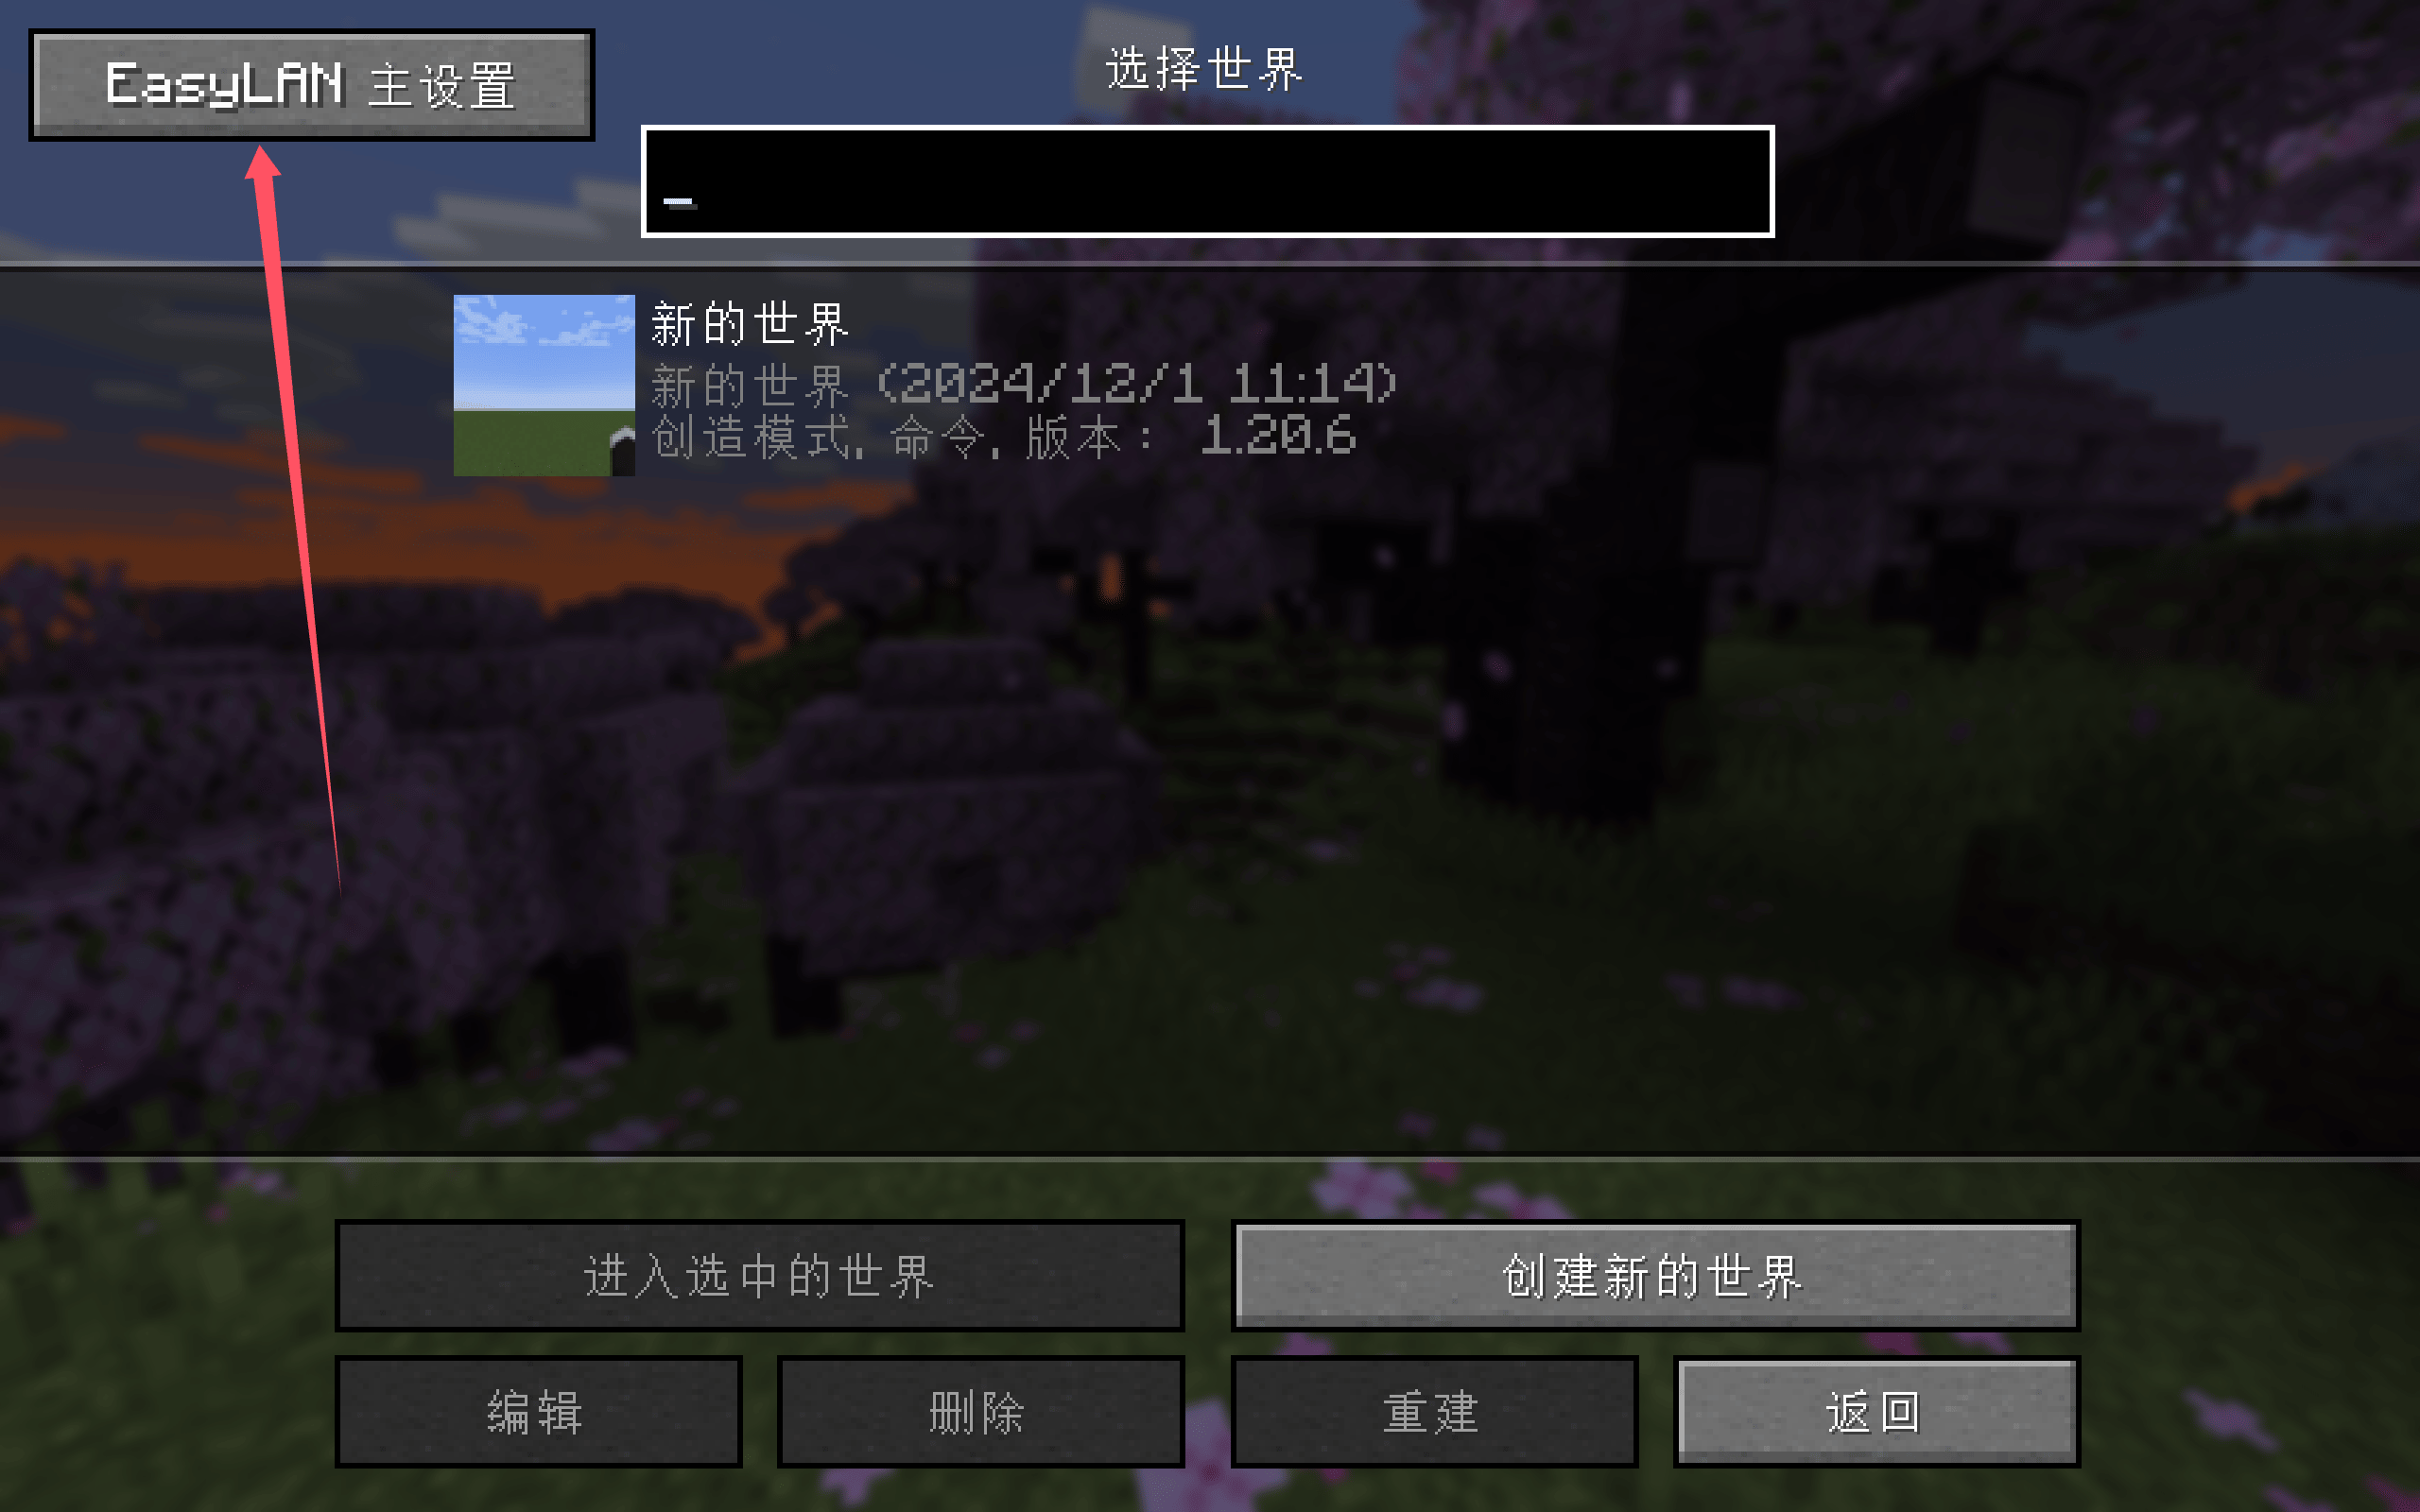 EasyLAN 主设置
选择世界
_
新的世界
新的世界 (2024/12/1 11:14)
创造模式, 命令, 版本： 1.20.6
进入选中的世界
创建新的世界
编辑
删除
重建
返回